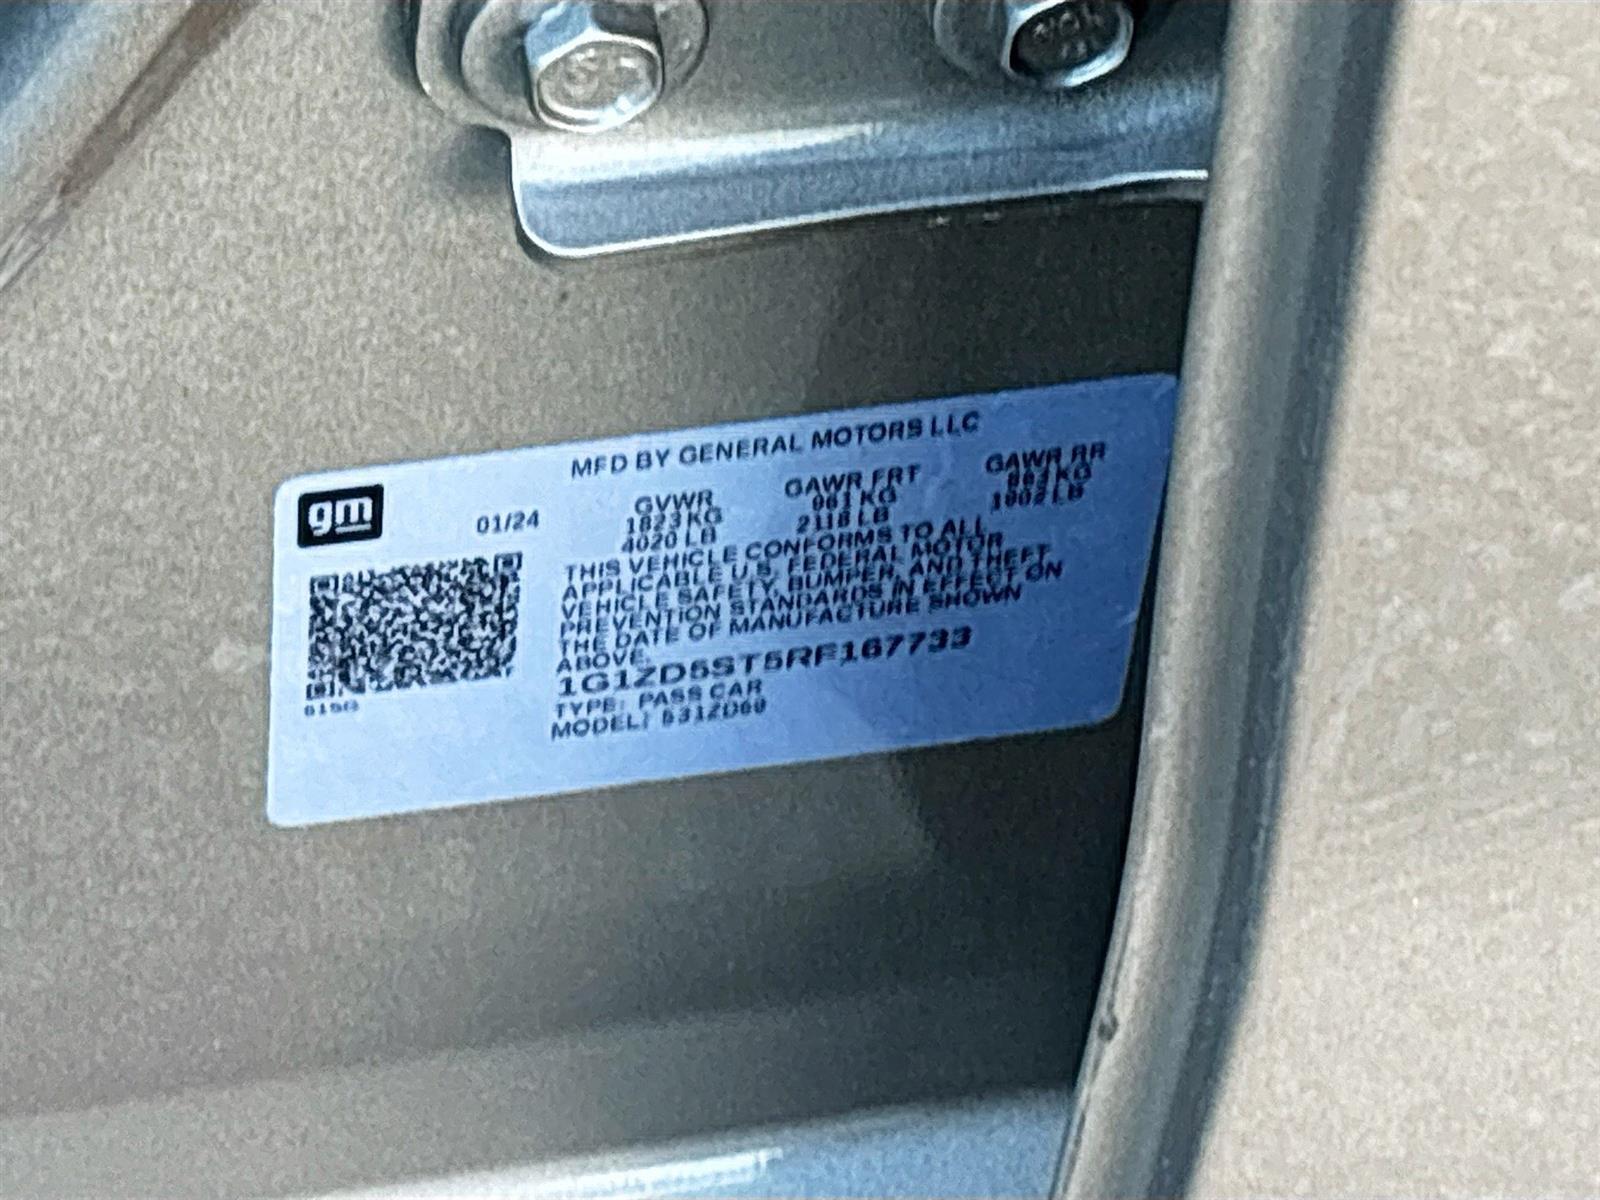 MFD BY GENERAL MOTORS LLC
gm
01/24
GVWR GAWR FRT GAWR RR
1823 KG 961 KG 863 KG
4020 LB 2118 LB 1902 LB
THIS VEHICLE CONFORMS TO ALL
APPLICABLE U.S. FEDERAL MOTOR
VEHICLE SAFETY, BUMPER, AND THEFT
PREVENTION STANDARDS IN EFFECT ON
THE DATE OF MANUFACTURE SHOWN
ABOVE.
1G1ZD5ST5RF167733
TYPE: PASS CAR
MODEL: